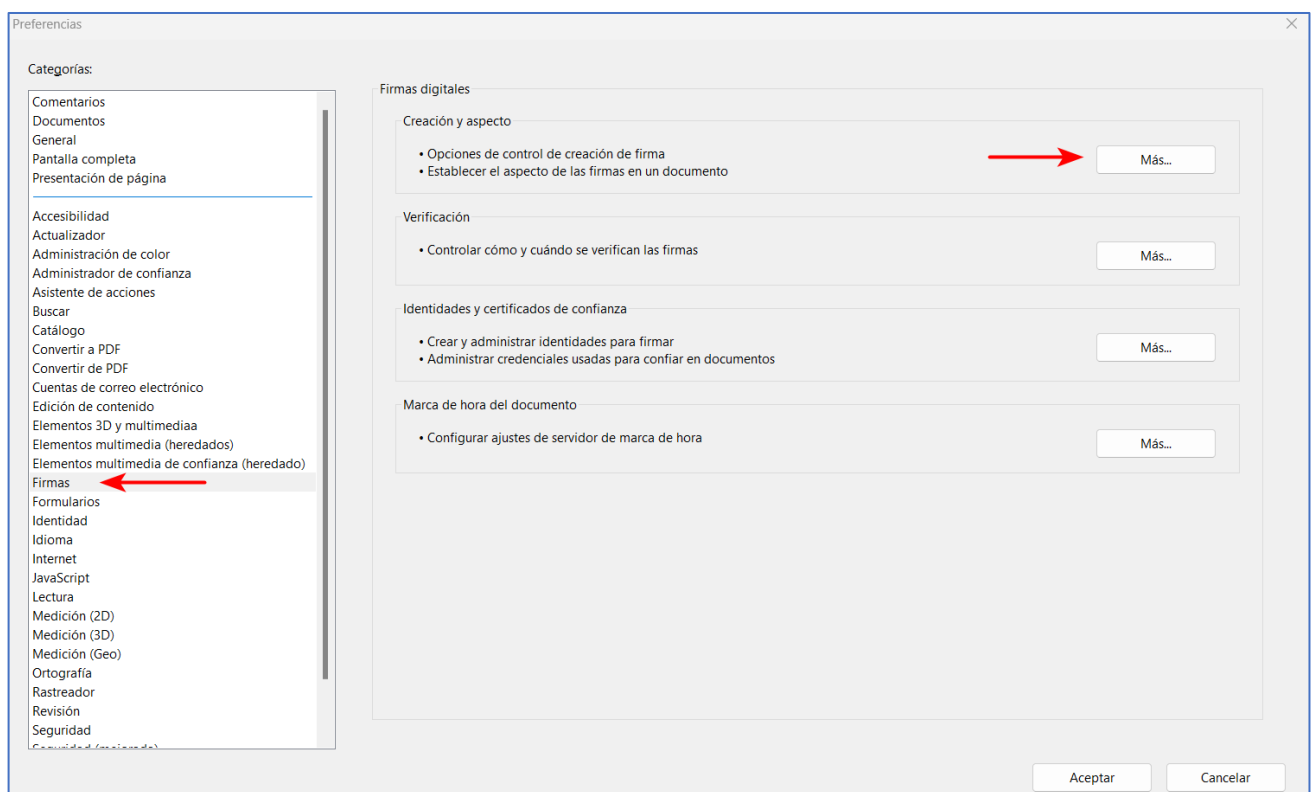 Preferencias
Categorías:
Comentarios
Documentos
General
Pantalla completa
Presentación de página
Accesibilidad
Actualizador
Administración de color
Administrador de confianza
Asistente de acciones
Buscar
Catálogo
Convertir a PDF
Convertir de PDF
Cuentas de correo electrónico
Edición de contenido
Elementos 3D y multimediaa
Elementos multimedia (heredados)
Elementos multimedia de confianza (heredado)
Firmas
Formularios
Identidad
Idioma
Internet
JavaScript
Lectura
Medición (2D)
Medición (3D)
Medición (Geo)
Ortografía
Rastreador
Revisión
Seguridad
Seguridad (mejorada)
Firmas digitales
Creación y aspecto
• Opciones de control de creación de firma
• Establecer el aspecto de las firmas en un documento
Más...
Verificación
• Controlar cómo y cuándo se verifican las firmas
Más...
Identidades y certificados de confianza
• Crear y administrar identidades para firmar
• Administrar credenciales usadas para confiar en documentos
Más...
Marca de hora del documento
• Configurar ajustes de servidor de marca de hora
Más...
Aceptar
Cancelar